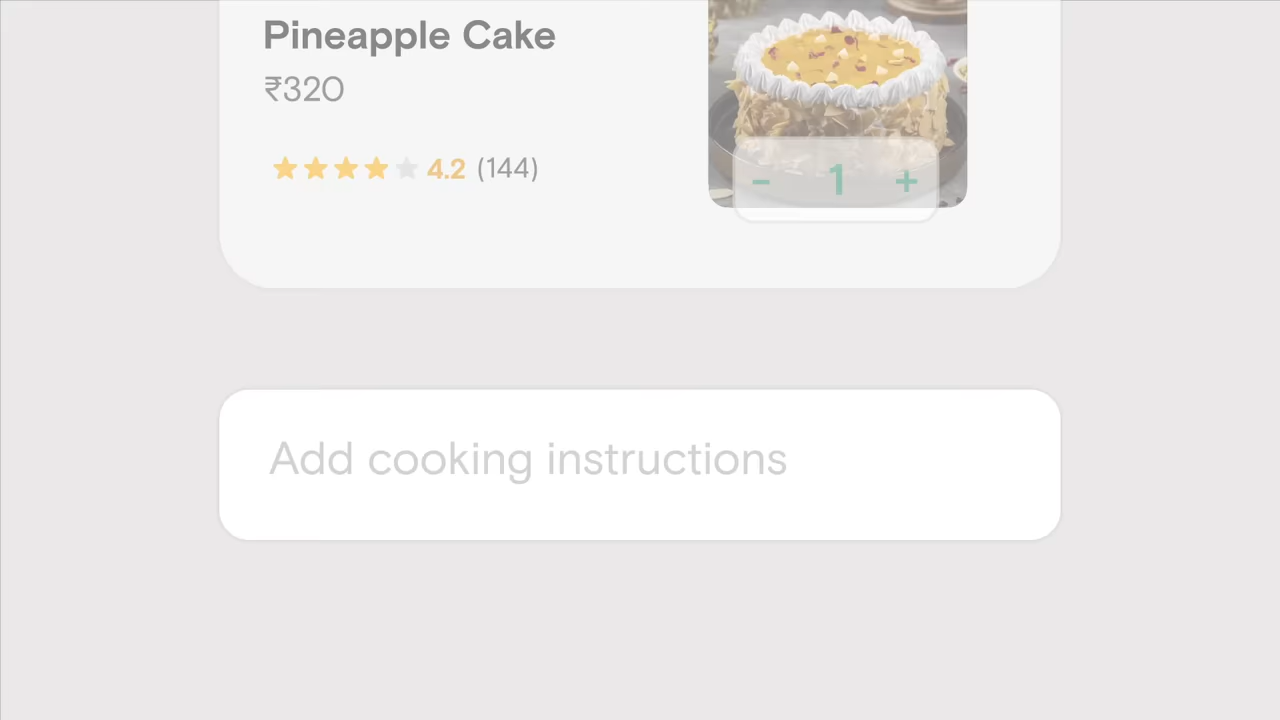 Pineapple Cake
₹320
4.2 (144)
- 1 +
Add cooking instructions